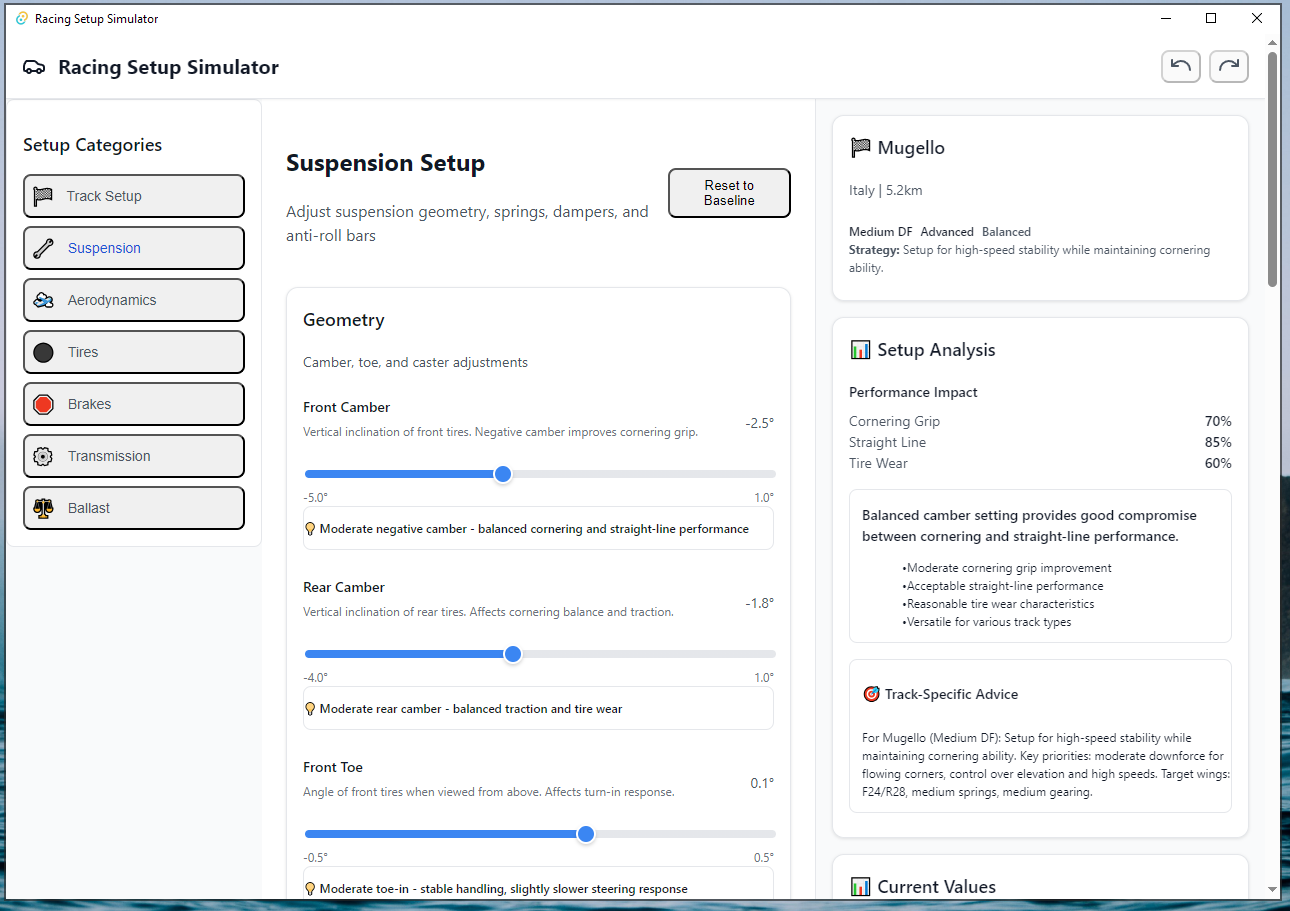 Racing Setup Simulator
Racing Setup Simulator
Setup Categories
Track Setup
Suspension
Aerodynamics
Tires
Brakes
Transmission
Ballast
Suspension Setup
Adjust suspension geometry, springs, dampers, and
anti-roll bars
Reset to
Baseline
Geometry
Camber, toe, and caster adjustments
Front Camber
Vertical inclination of front tires. Negative camber improves cornering grip.
-2.5°
-5.0°
1.0°
Moderate negative camber - balanced cornering and straight-line performance
Rear Camber
Vertical inclination of rear tires. Affects cornering balance and traction.
-1.8°
-4.0°
1.0°
Moderate rear camber - balanced traction and tire wear
Front Toe
Angle of front tires when viewed from above. Affects turn-in response.
0.1°
-0.5°
0.5°
Moderate toe-in - stable handling, slightly slower steering response
Mugello
Italy | 5.2km
Medium DF Advanced Balanced
Strategy: Setup for high-speed stability while maintaining cornering
ability.
Setup Analysis
Performance Impact
Cornering Grip 70%
Straight Line 85%
Tire Wear 60%
Balanced camber setting provides good compromise
between cornering and straight-line performance.
•Moderate cornering grip improvement
•Acceptable straight-line performance
•Reasonable tire wear characteristics
•Versatile for various track types
Track-Specific Advice
For Mugello (Medium DF): Setup for high-speed stability while
maintaining cornering ability. Key priorities: moderate downforce for
flowing corners, control over elevation and high speeds. Target wings:
F24/R28, medium springs, medium gearing.
Current Values